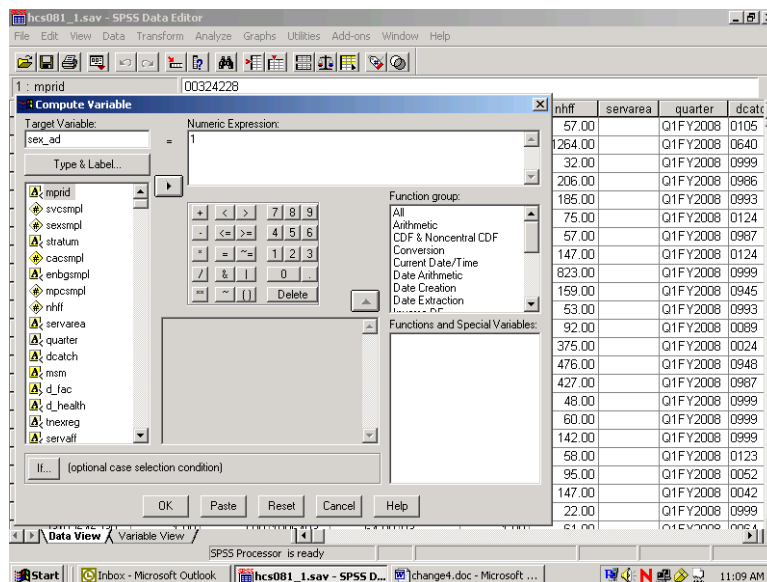 hcs081_1.sav - SPSS Data Editor
File Edit View Data Transform Analyze Graphs Utilities Add-ons Window Help
1 : mprid 00324228
Compute Variable
Target Variable: Numeric Expression:
sex_ad = 1
Type & Label...
mprid
svcsmpl
sexsmpl
stratum
cacsmpl
enbgsmpl
mpcsmpl
nhff
servarea
quarter
dcatch
msm
d_fac
d_health
tnexreg
servaff
+ < > 7 8 9
- <= >= 4 5 6
* = ~= 1 2 3
/ & | 0 .
** ~ () Delete
Function group:
All
Arithmetic
CDF & Noncentral CDF
Conversion
Current Date/Time
Date Arithmetic
Date Creation
Date Extraction
Functions and Special Variables:
If... (optional case selection condition)
OK Paste Reset Cancel Help
nhff servarea quarter dcatc
57.00 Q1FY2008 0105
1264.00 Q1FY2008 0640
32.00 Q1FY2008 0999
206.00 Q1FY2008 0986
185.00 Q1FY2008 0993
75.00 Q1FY2008 0124
57.00 Q1FY2008 0987
147.00 Q1FY2008 0124
823.00 Q1FY2008 0999
159.00 Q1FY2008 0945
53.00 Q1FY2008 0993
92.00 Q1FY2008 0089
375.00 Q1FY2008 0024
476.00 Q1FY2008 0948
427.00 Q1FY2008 0987
48.00 Q1FY2008 0999
60.00 Q1FY2008 0999
142.00 Q1FY2008 0999
58.00 Q1FY2008 0123
95.00 Q1FY2008 0052
147.00 Q1FY2008 0042
22.00 Q1FY2008 0999
61.00 Q1FY2008 0064
Data View Variable View
SPSS Processor is ready
Start Inbox - Microsoft Outlook hcs081_1.sav - SPSS D... change4.doc - Microsoft ... 11:09 AM